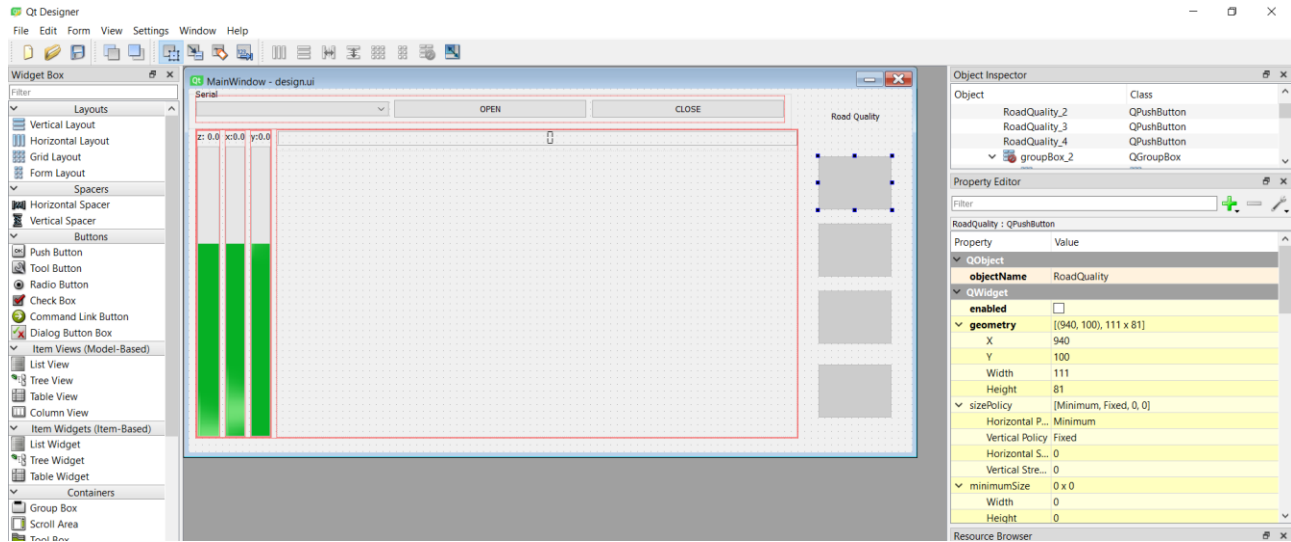 Qt Designer
File Edit Form View Settings Window Help
Widget Box
Filter
Layouts
Vertical Layout
Horizontal Layout
Grid Layout
Form Layout
Spacers
Horizontal Spacer
Vertical Spacer
Buttons
Push Button
Tool Button
Radio Button
Check Box
Command Link Button
Dialog Button Box
Item Views (Model-Based)
List View
Tree View
Table View
Column View
Item Widgets (Item-Based)
List Widget
Tree Widget
Table Widget
Containers
Group Box
Scroll Area
Tool Box
Qt MainWindow - design.ui
Serial
OPEN CLOSE
Road Quality
z: 0.0 x:0.0 y:0.0
Object Inspector
Object Class
RoadQuality_2 QPushButton
RoadQuality_3 QPushButton
RoadQuality_4 QPushButton
groupBox_2 QGroupBox
Property Editor
Filter
RoadQuality : QPushButton
Property Value
QObject
objectName RoadQuality
QWidget
enabled
geometry [(940, 100), 111 x 81]
X 940
Y 100
Width 111
Height 81
sizePolicy [Minimum, Fixed, 0, 0]
Horizontal P... Minimum
Vertical Policy Fixed
Horizontal S... 0
Vertical Stre... 0
minimumSize 0 x 0
Width 0
Height 0
Resource Browser